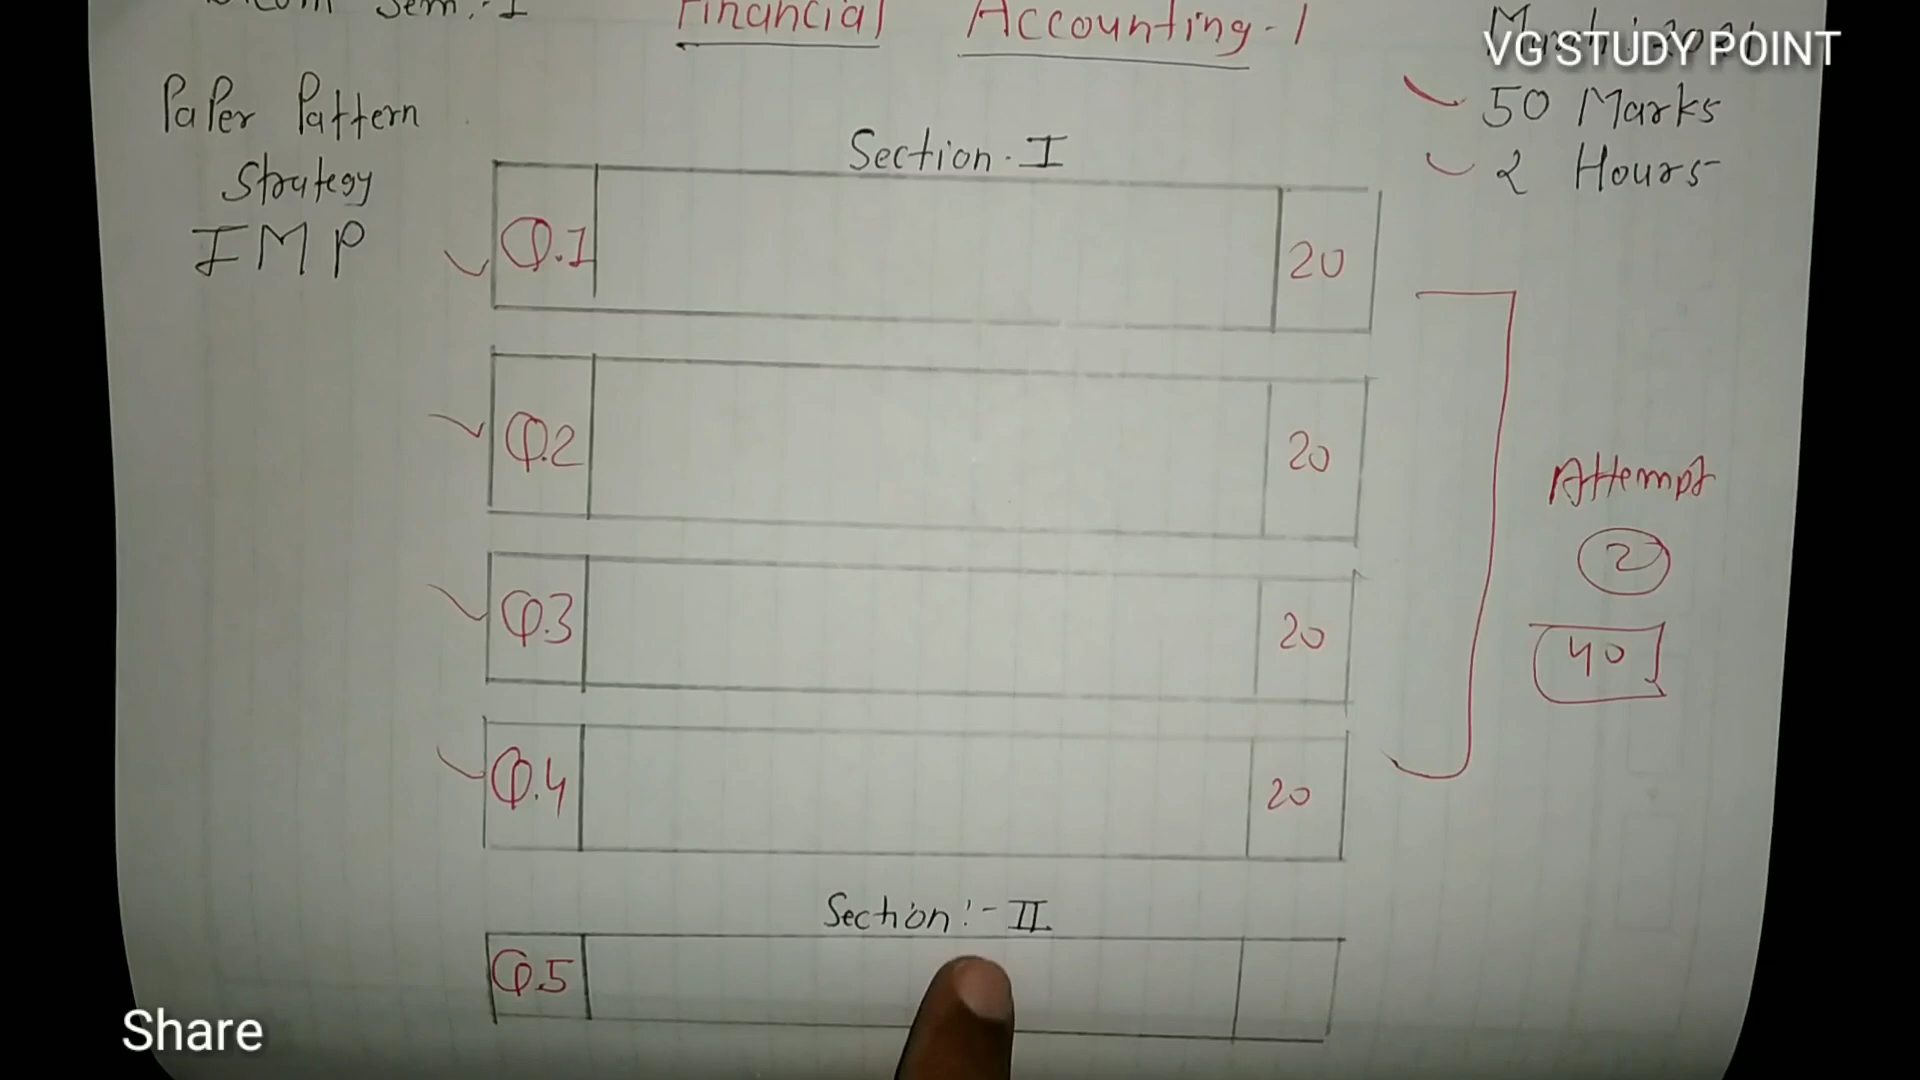 Sem.-I
Financial Accounting-1
VG STUDY POINT
PaPer Pattern
50 Marks
Strategy
2 Hours
IMP
Section-I
Q.1 20
Q.2 20
Attempt
2
Q.3 20
40
Q.4 20
Section:-II
Q.5
Share